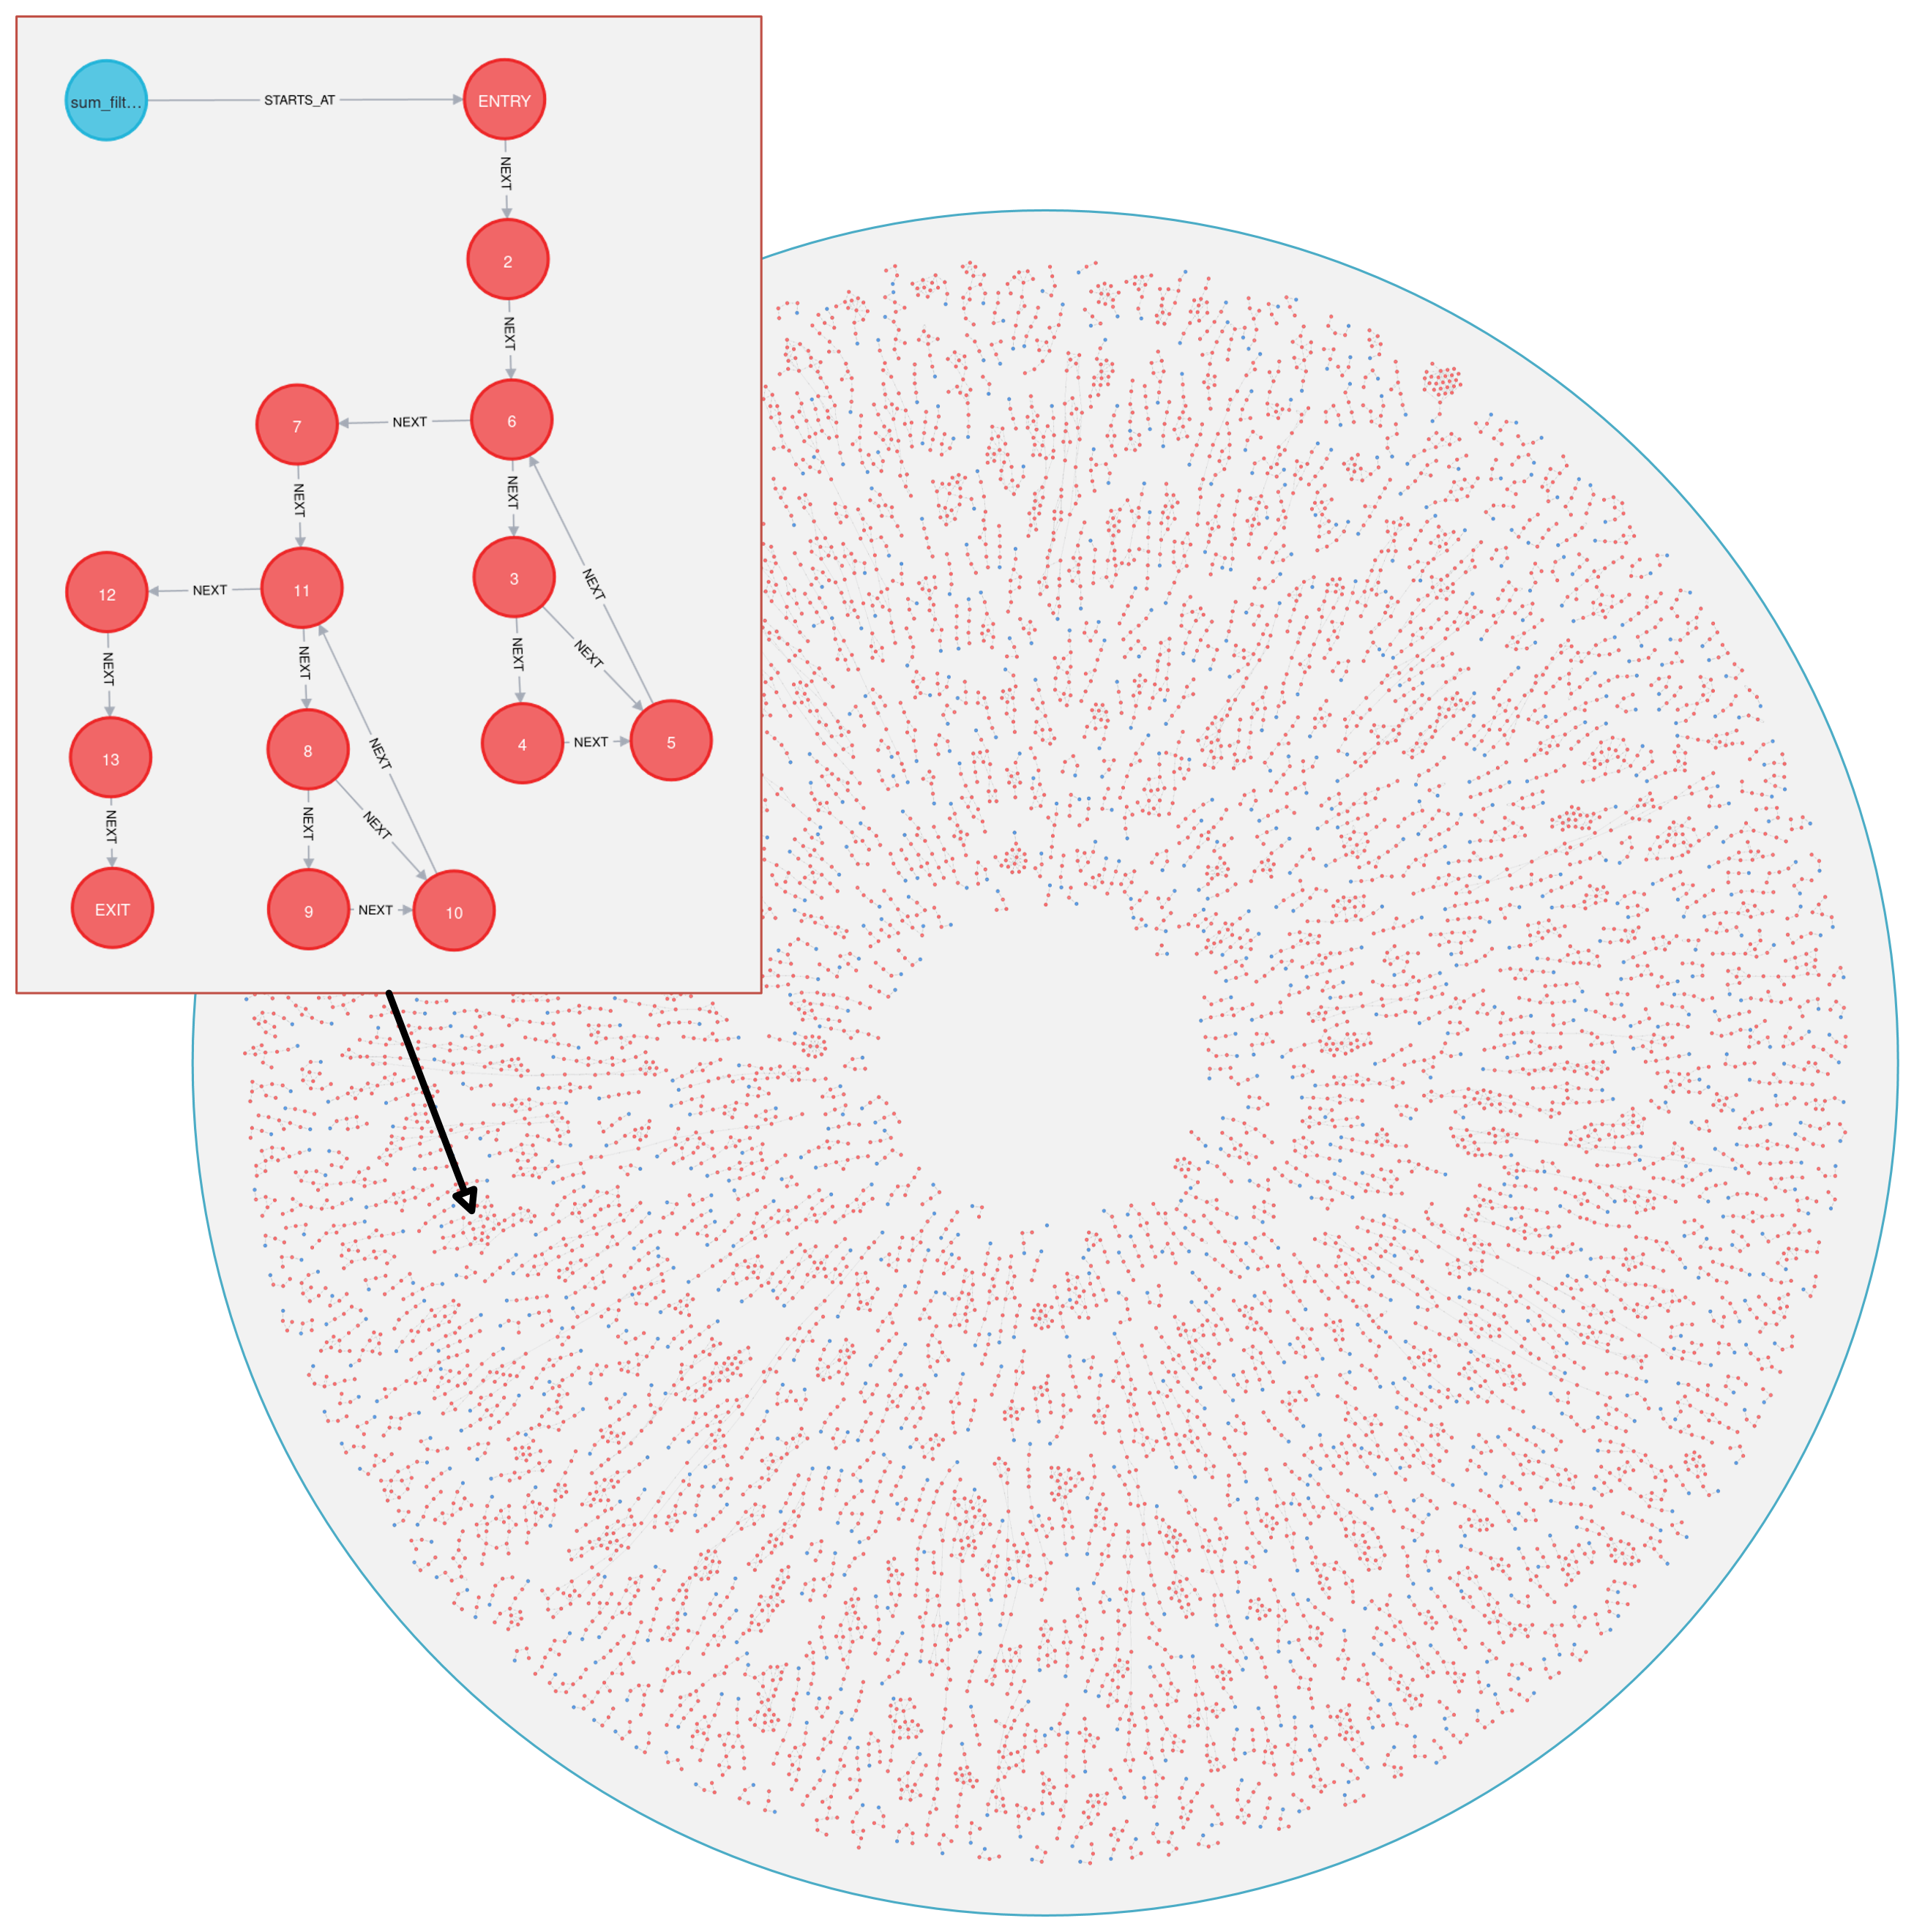 sum_filt...
STARTS_AT
ENTRY
NEXT
2
NEXT
7
NEXT
6
NEXT
NEXT
3
NEXT
12
NEXT
11
NEXT
NEXT
NEXT
NEXT
13
8
NEXT
4
NEXT
5
NEXT
NEXT
NEXT
EXIT
9
NEXT
10